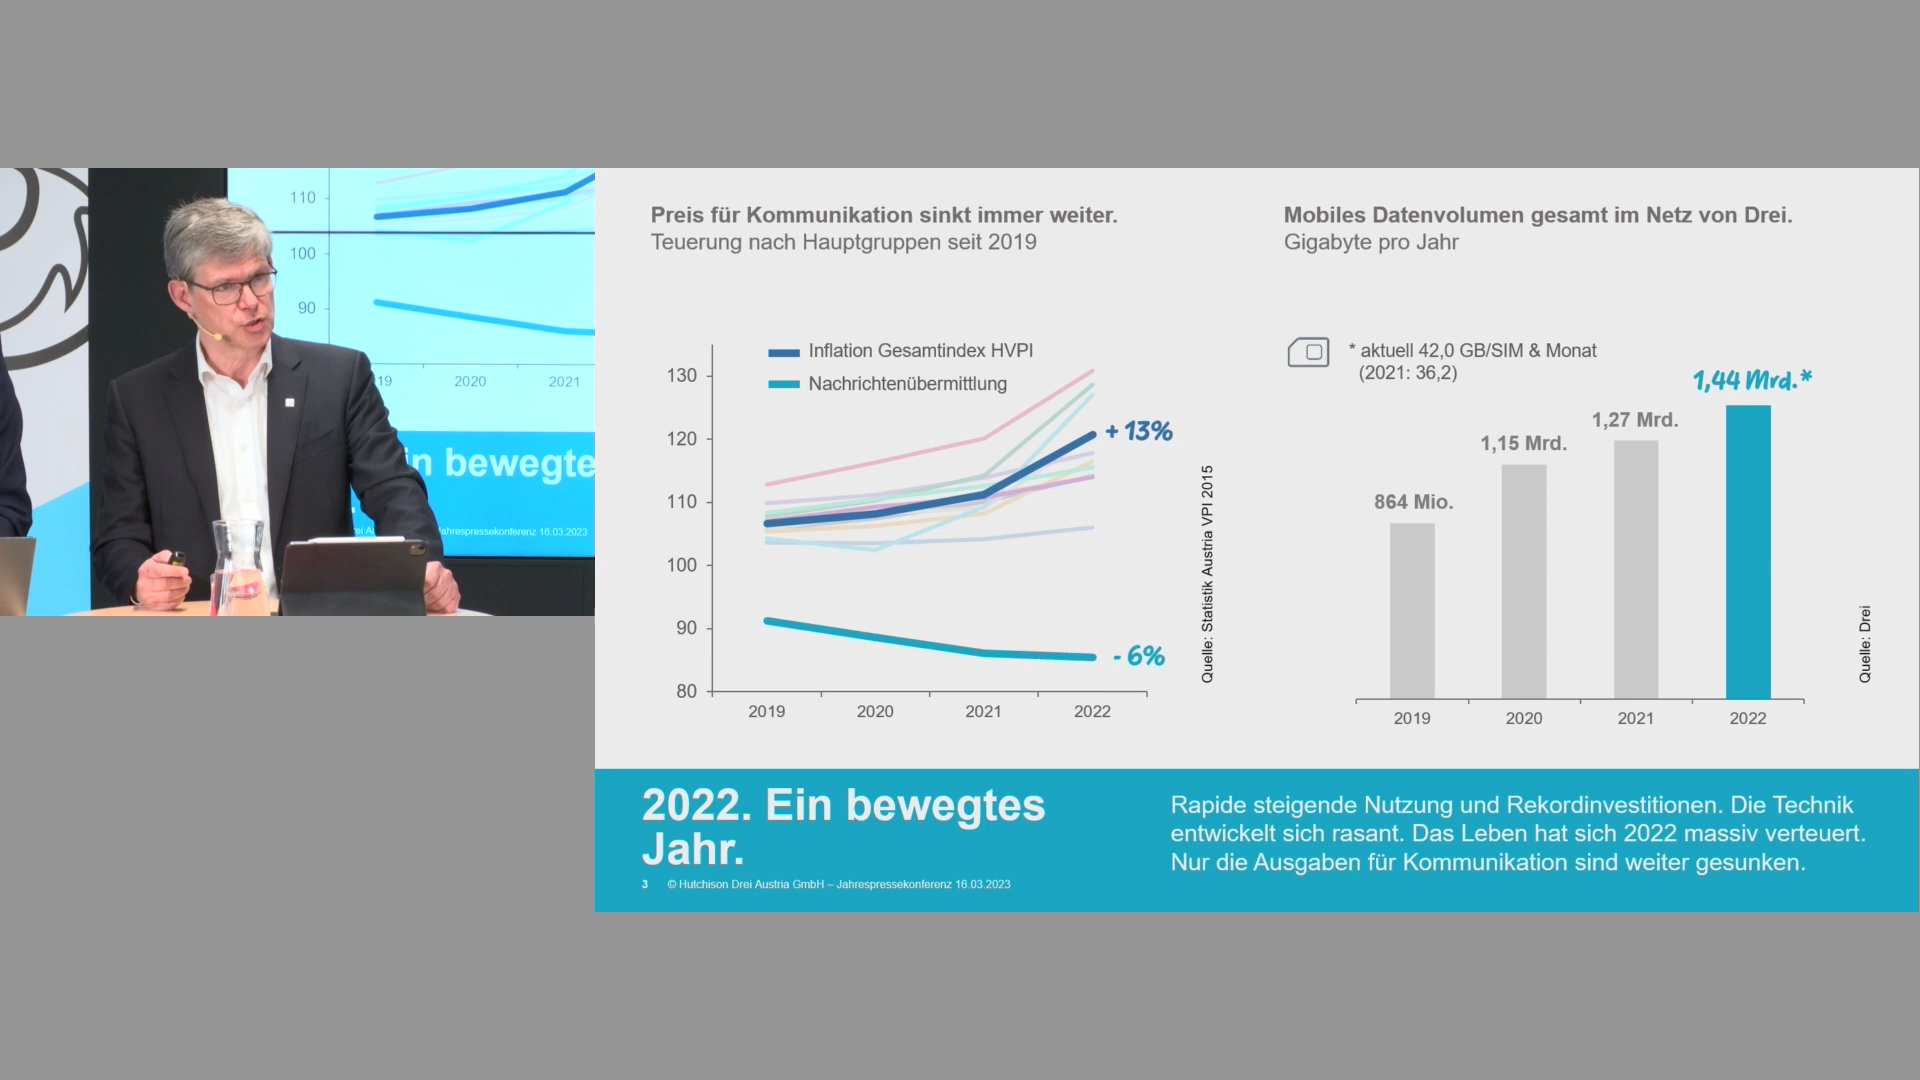 110
100
90
19
2020
2021
in bewegte
Jahrespressekonferenz 16.03.2023
Preis für Kommunikation sinkt immer weiter.
Teuerung nach Hauptgruppen seit 2019
Inflation Gesamtindex HVPI
Nachrichtenübermittlung
130
120
110
100
90
80
+ 13%
- 6%
2019
2020
2021
2022
Quelle: Statistik Austria VPI 2015
Mobiles Datenvolumen gesamt im Netz von Drei.
Gigabyte pro Jahr
* aktuell 42,0 GB/SIM & Monat
(2021: 36,2)
864 Mio.
1,15 Mrd.
1,27 Mrd.
1,44 Mrd.*
2019
2020
2021
2022
Quelle: Drei
2022. Ein bewegtes
Jahr.
3 © Hutchison Drei Austria GmbH – Jahrespressekonferenz 16.03.2023
Rapide steigende Nutzung und Rekordinvestitionen. Die Technik
entwickelt sich rasant. Das Leben hat sich 2022 massiv verteuert.
Nur die Ausgaben für Kommunikation sind weiter gesunken.